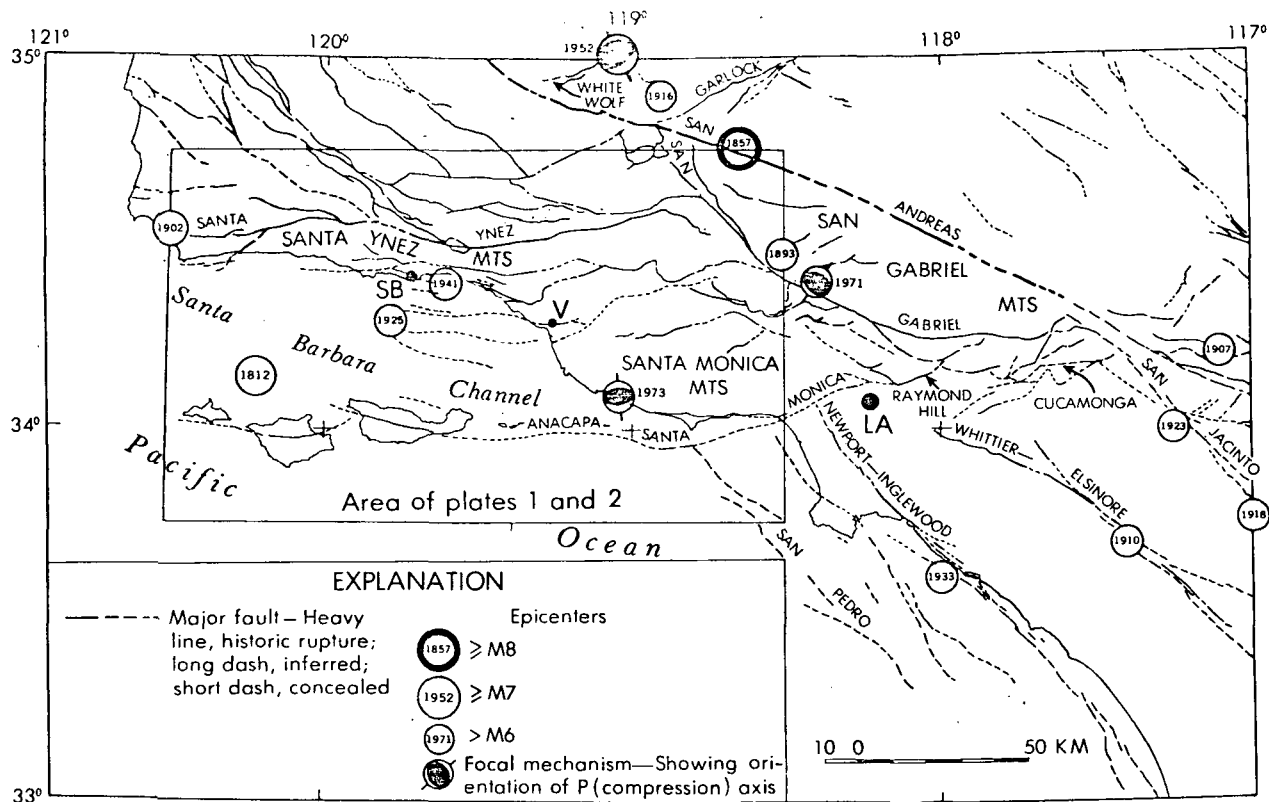 121° 120° 119° 118° 117°
35°
1952
WHITE
WOLF
1916
GARLOCK
SAN
1857
SAN
ANDREAS
SANTA
YNEZ
1902
SANTA YNEZ
MTS
SAN
GABRIEL
MTS
1893
1971
SB
1941
V
1925
GABRIEL
1907
Santa
Barbara
Channel
1812
SANTA MONICA
MTS
1973
MONICA
RAYMOND
HILL
CUCAMONGA
SAN
34°
ANACAPA
SANTA
LA
WHITTIER
1923
JACINTO
Pacific
NEWPORT-INGLEWOOD
ELSINORE
1918
Area of plates 1 and 2
Ocean
SAN
PEDRO
1910
1933
EXPLANATION
Major fault—Heavy
line, historic rupture;
long dash, inferred;
short dash, concealed
Epicenters
1857 ≥M8
1952 ≥M7
1971 >M6
Focal mechanism—Showing ori-
entation of P (compression) axis
10 0 50 KM
33°